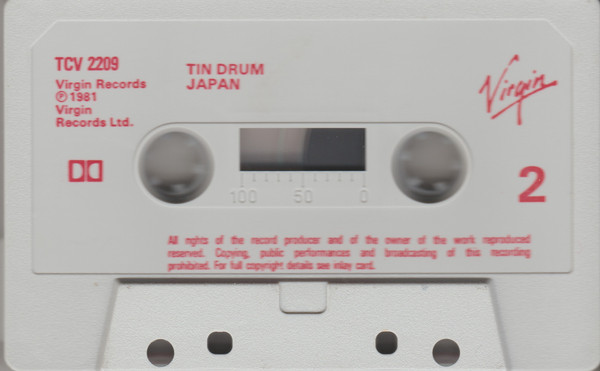 TCV 2209
Virgin Records
℗ 1981
Virgin
Records Ltd.
TIN DRUM
JAPAN
Virgin
2
100 50 0
All rights of the record producer and of the owner of the work reproduced
reserved. Copying, public performances and broadcasting of this recording
prohibited. For full copyright details see inlay card.